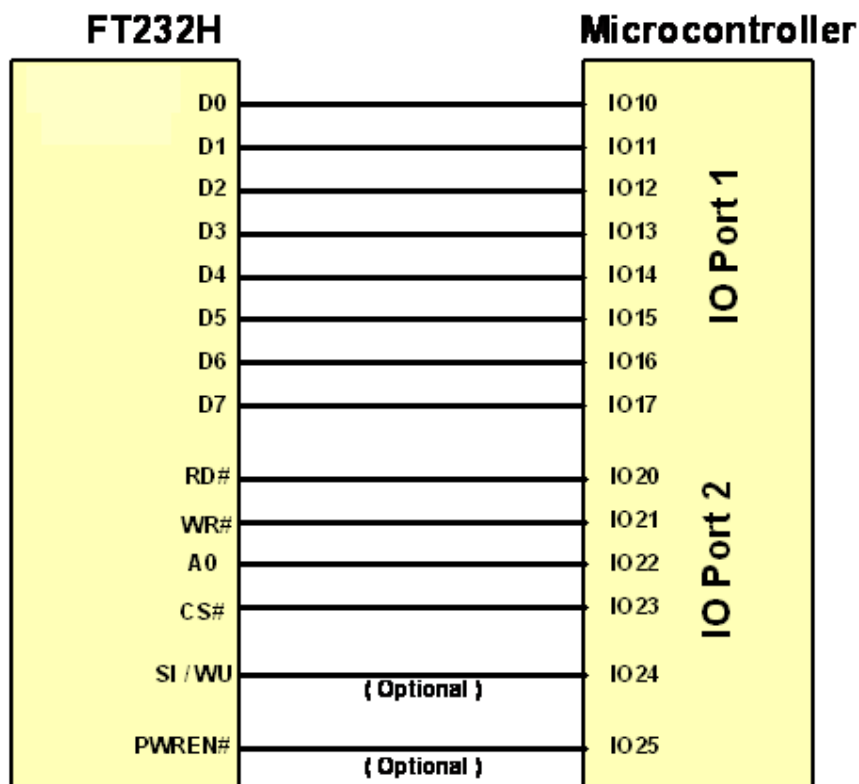 FT232H Microcontroller
D0 IO10
D1 IO11
D2 IO12
D3 IO13
D4 IO14
D5 IO15
D6 IO16
D7 IO17
IO Port 1
RD# IO20
WR# IO21
A0 IO22
CS# IO23
IO Port 2
SI / WU ( Optional ) IO24
PWREN# ( Optional ) IO25